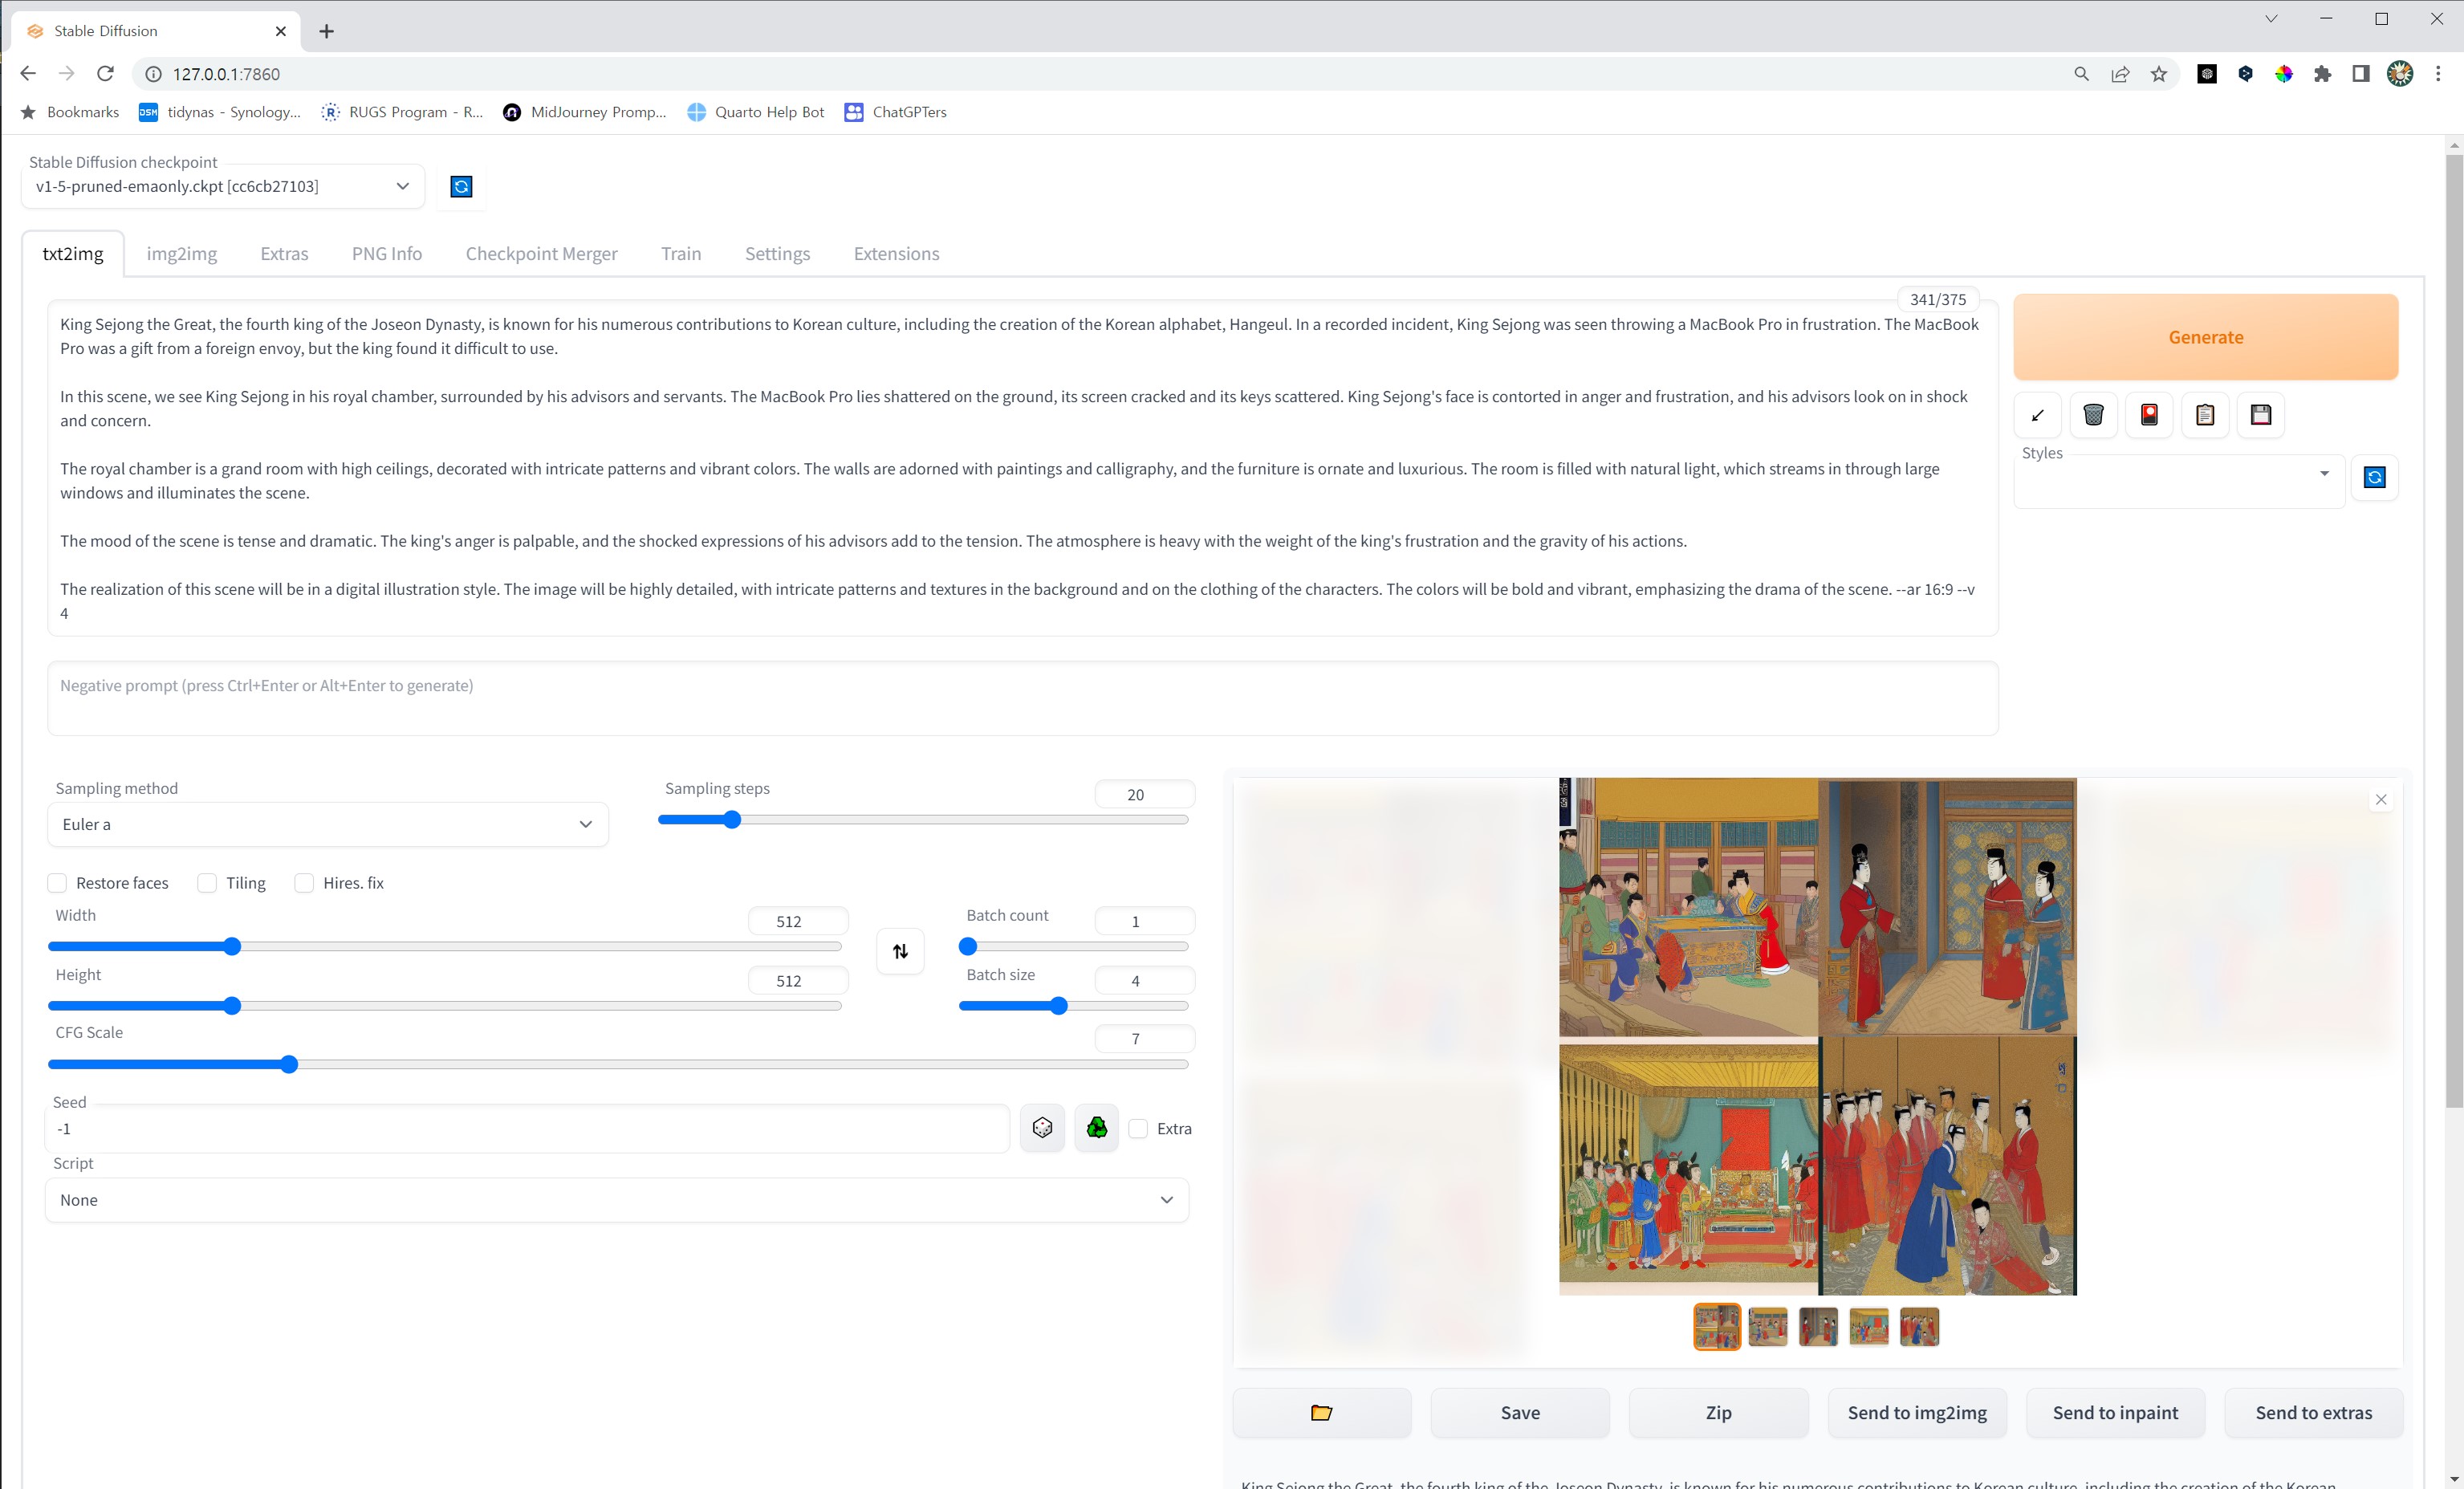 Stable Diffusion
127.0.0.1:7860
Bookmarks
DSM
tidynas - Synology...
RUGS Program - R...
MidJourney Promp...
Quarto Help Bot
ChatGPTers
Stable Diffusion checkpoint
v1-5-pruned-emaonly.ckpt [cc6cb27103]
txt2img img2img Extras PNG Info Checkpoint Merger Train Settings Extensions
341/375
King Sejong the Great, the fourth king of the Joseon Dynasty, is known for his numerous contributions to Korean culture, including the creation of the Korean alphabet, Hangeul. In a recorded incident, King Sejong was seen throwing a MacBook Pro in frustration. The MacBook
Pro was a gift from a foreign envoy, but the king found it difficult to use.
In this scene, we see King Sejong in his royal chamber, surrounded by his advisors and servants. The MacBook Pro lies shattered on the ground, its screen cracked and its keys scattered. King Sejong's face is contorted in anger and frustration, and his advisors look on in shock
and concern.
The royal chamber is a grand room with high ceilings, decorated with intricate patterns and vibrant colors. The walls are adorned with paintings and calligraphy, and the furniture is ornate and luxurious. The room is filled with natural light, which streams in through large
windows and illuminates the scene.
The mood of the scene is tense and dramatic. The king's anger is palpable, and the shocked expressions of his advisors add to the tension. The atmosphere is heavy with the weight of the king's frustration and the gravity of his actions.
The realization of this scene will be in a digital illustration style. The image will be highly detailed, with intricate patterns and textures in the background and on the clothing of the characters. The colors will be bold and vibrant, emphasizing the drama of the scene. --ar 16:9 --v
4
Generate
Styles
Negative prompt (press Ctrl+Enter or Alt+Enter to generate)
Sampling method
Euler a
Sampling steps
20
Restore faces
Tiling
Hires. fix
Width
512
Height
512
Batch count
1
Batch size
4
CFG Scale
7
Seed
-1
Extra
Script
None
Save
Zip
Send to img2img
Send to inpaint
Send to extras
King Sejong the Great, the fourth king of the Joseon Dynasty, is known for his numerous contributions to Korean culture, including the creation of the Korean